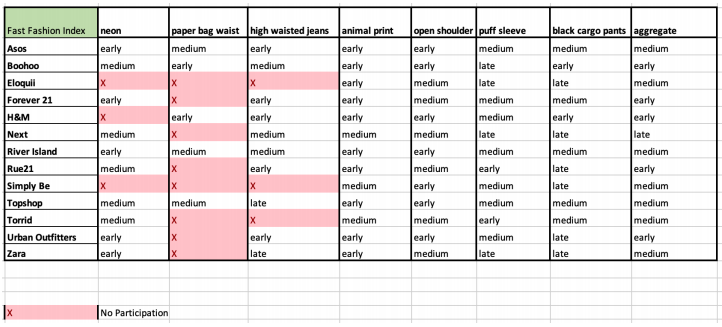 Fast Fashion Index neon paper bag waist high waisted jeans animal print open shoulder puff sleeve black cargo pants aggregate
Asos early medium early early early medium medium medium
Boohoo medium early medium early early late early early
Eloquii X X X early medium late late medium
Forever 21 early X early early medium medium medium early
H&M X early early early early medium early early
Next medium X medium medium medium late late late
River Island early medium medium early early medium medium medium
Rue21 medium X early early medium early late early
Simply Be X X X medium early medium late medium
Topshop medium medium late early early medium medium medium
Torrid medium X X medium medium early medium medium
Urban Outfitters early X early early early medium late early
Zara early X late early medium late late medium
X No Participation